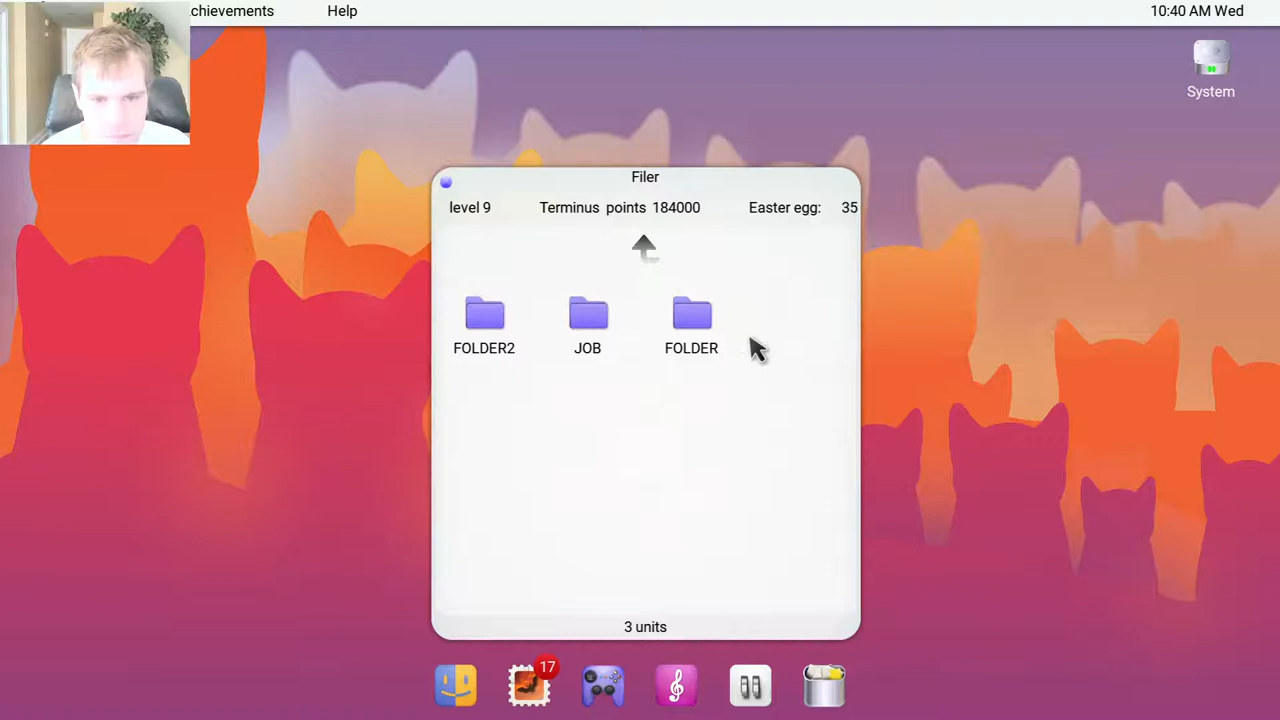 chievements Help 10:40 AM Wed
System
Filer
level 9 Terminus points 184000 Easter egg: 35
FOLDER2 JOB FOLDER
3 units
17